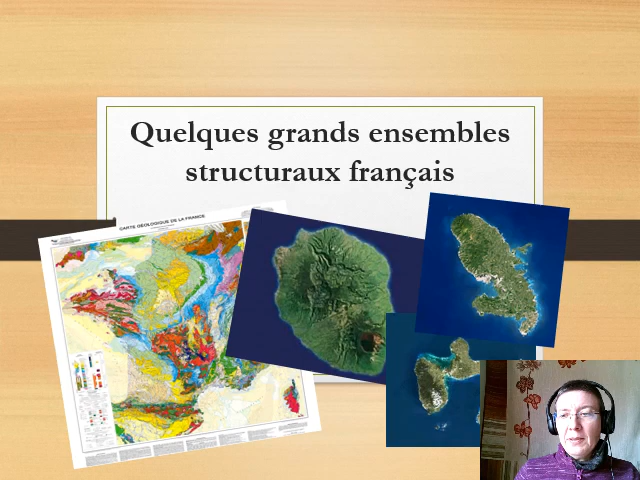 Quelques grands ensembles
structuraux français
CARTE GÉOLOGIQUE DE LA FRANCE